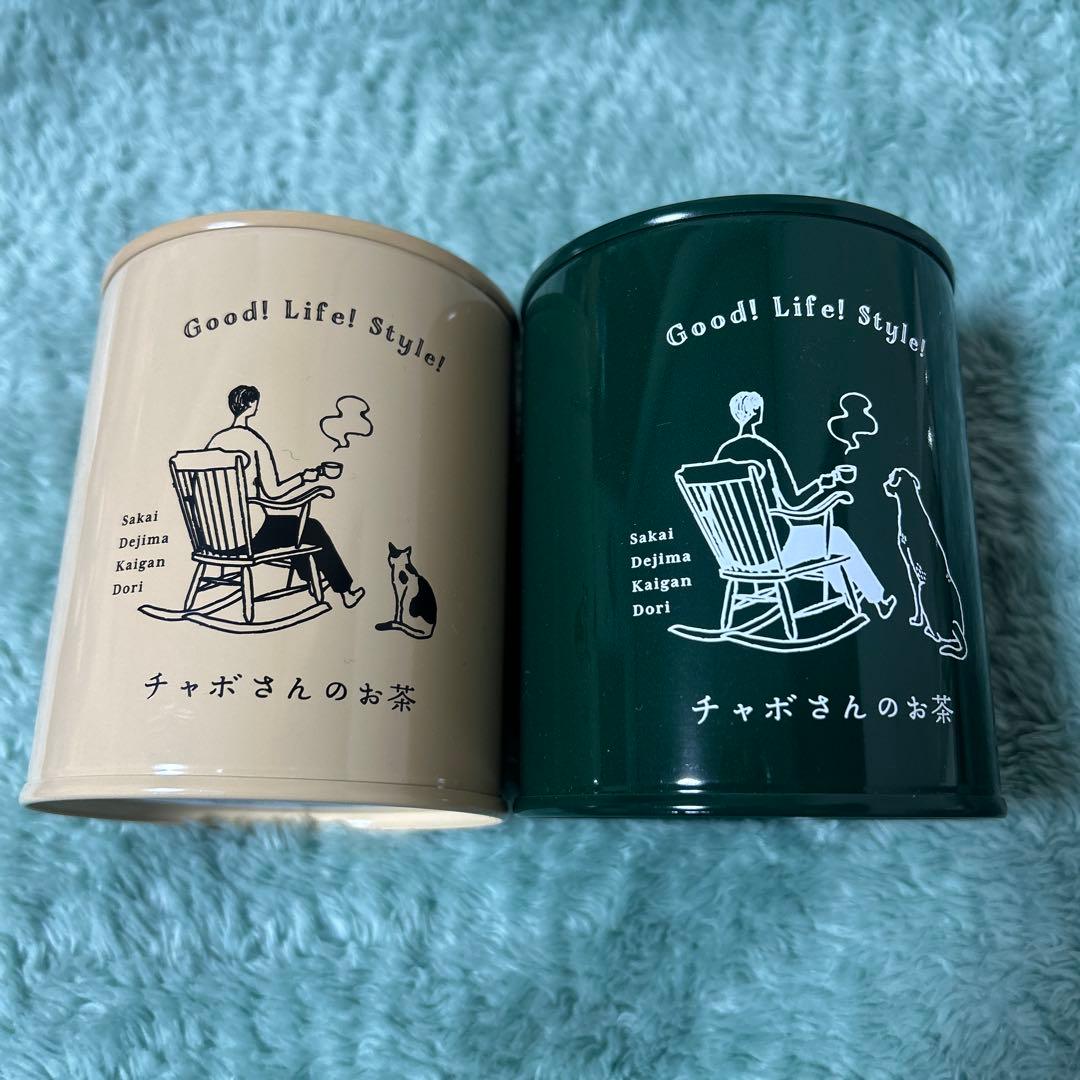 Good! Life! Style!
Sakai
Dejima
Kaigan
Dori
チャボさんのお茶
Good! Life! Style!
Sakai
Dejima
Kaigan
Dori
チャボさんのお茶